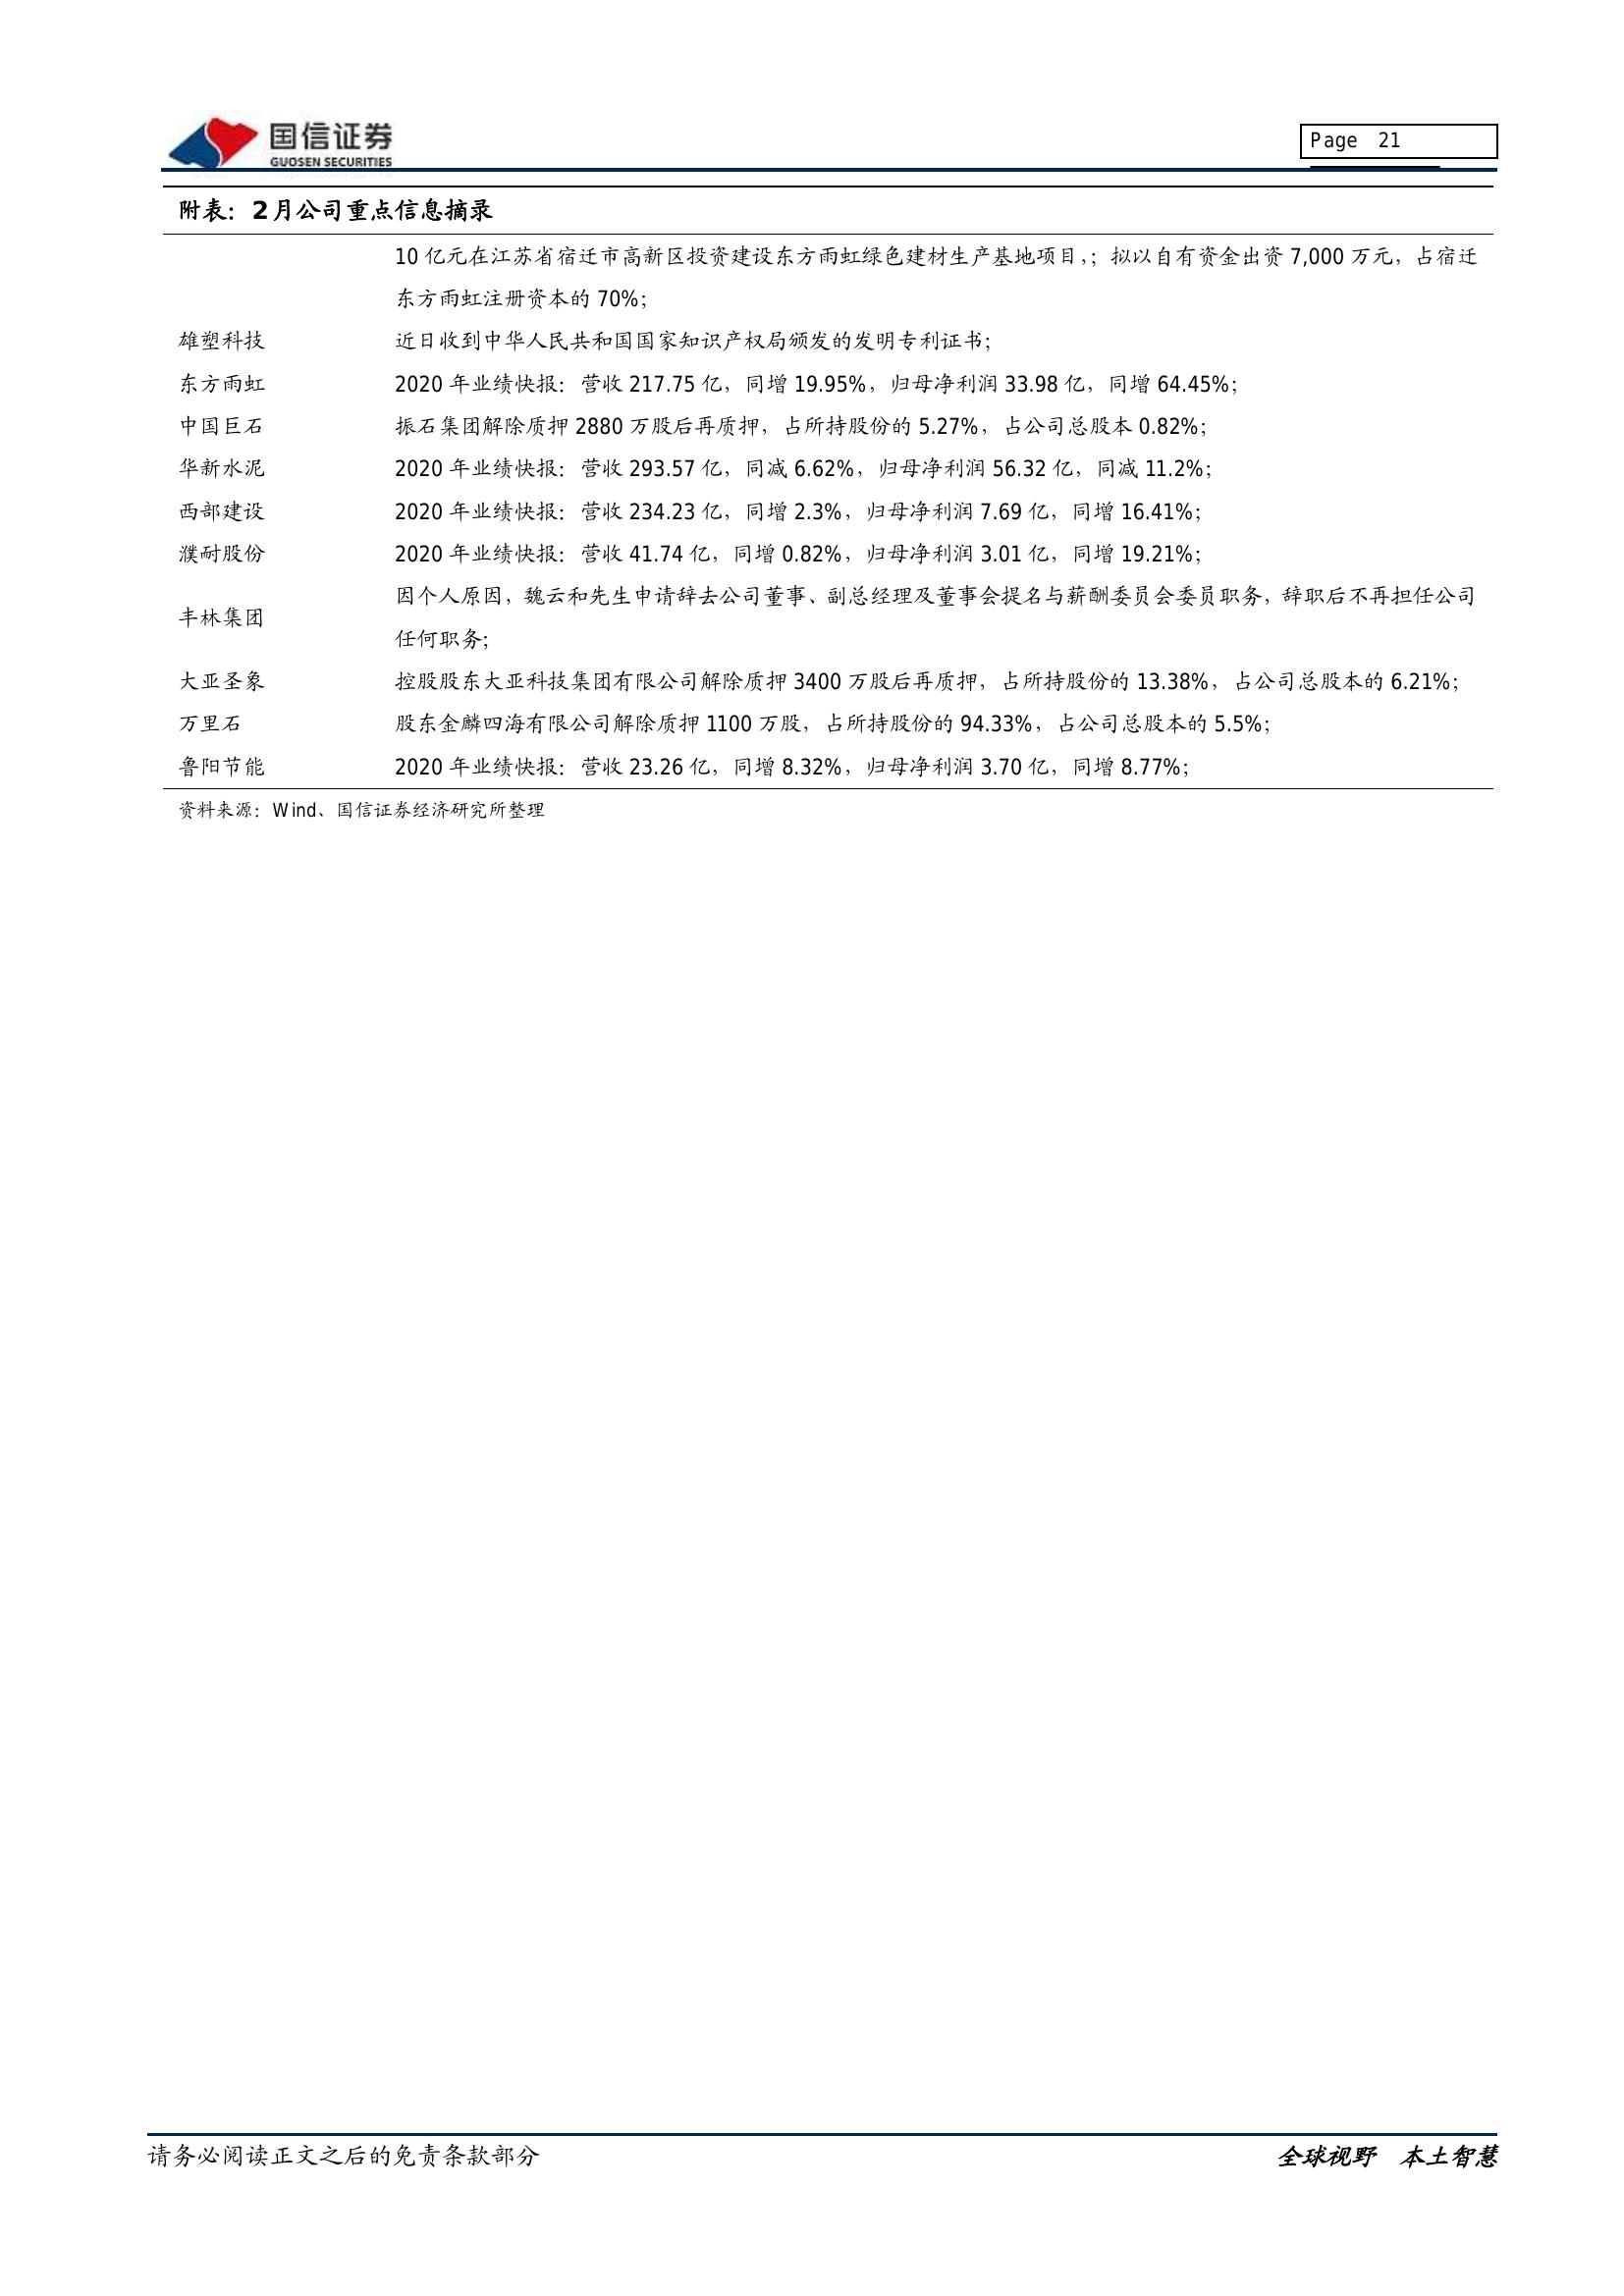 国信证券
GUOSEN SECURITIES
Page 21
附表：2 月公司重点信息摘录
10 亿元在江苏省宿迁市高新区投资建设东方雨虹绿色建材生产基地项目,；拟以自有资金出资 7,000 万元，占宿迁
东方雨虹注册资本的 70%；
雄塑科技 近日收到中华人民共和国国家知识产权局颁发的发明专利证书；
东方雨虹 2020 年业绩快报：营收 217.75 亿，同增 19.95%，归母净利润 33.98 亿，同增 64.45%；
中国巨石 振石集团解除质押 2880 万股后再质押，占所持股份的 5.27%，占公司总股本 0.82%；
华新水泥 2020 年业绩快报：营收 293.57 亿，同减 6.62%，归母净利润 56.32 亿，同减 11.2%；
西部建设 2020 年业绩快报：营收 234.23 亿，同增 2.3%，归母净利润 7.69 亿，同增 16.41%；
濮耐股份 2020 年业绩快报：营收 41.74 亿，同增 0.82%，归母净利润 3.01 亿，同增 19.21%；
丰林集团 因个人原因，魏云和先生申请辞去公司董事、副总经理及董事会提名与薪酬委员会委员职务，辞职后不再担任公司
任何职务；
大亚圣象 控股股东大亚科技集团有限公司解除质押 3400 万股后再质押，占所持股份的 13.38%，占公司总股本的 6.21%；
万里石 股东金麟四海有限公司解除质押 1100 万股，占所持股份的 94.33%，占公司总股本的 5.5%；
鲁阳节能 2020 年业绩快报：营收 23.26 亿，同增 8.32%，归母净利润 3.70 亿，同增 8.77%；
资料来源：Wind、国信证券经济研究所整理
请务必阅读正文之后的免责条款部分
全球视野 本土智慧